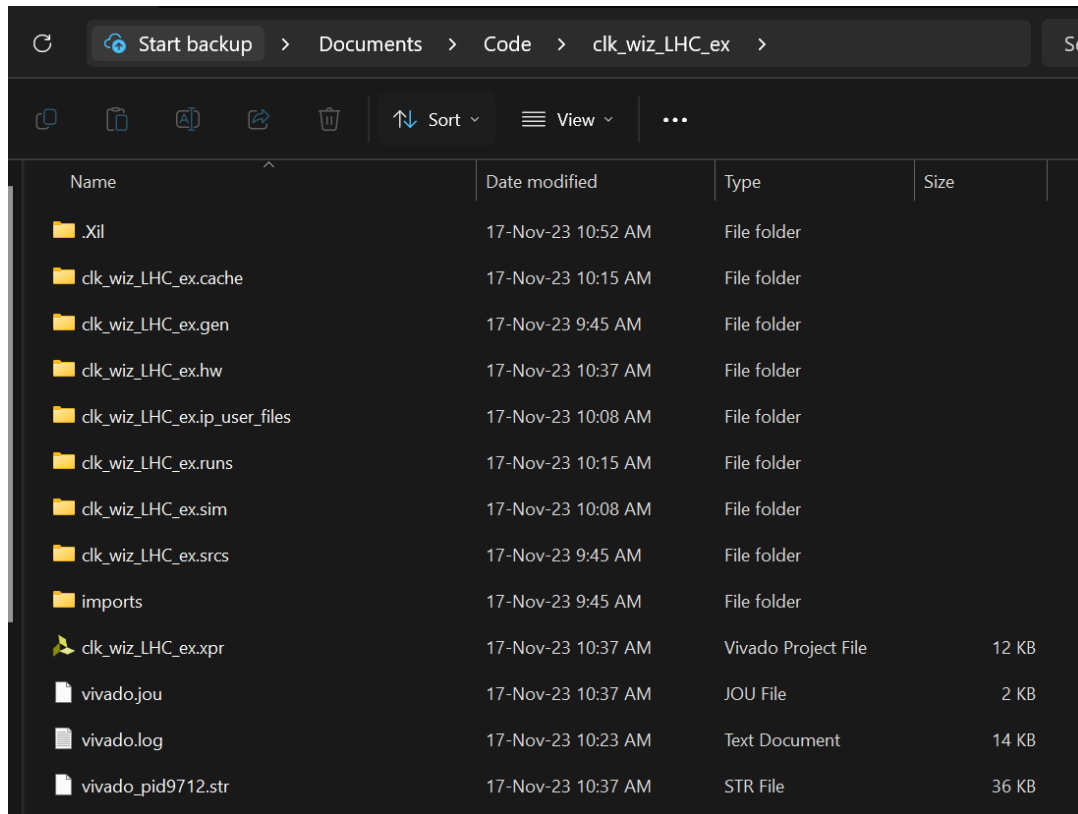 Start backup > Documents > Code > clk_wiz_LHC_ex >
Sort View •••
Name Date modified Type Size
.Xil 17-Nov-23 10:52 AM File folder
clk_wiz_LHC_ex.cache 17-Nov-23 10:15 AM File folder
clk_wiz_LHC_ex.gen 17-Nov-23 9:45 AM File folder
clk_wiz_LHC_ex.hw 17-Nov-23 10:37 AM File folder
clk_wiz_LHC_ex.ip_user_files 17-Nov-23 10:08 AM File folder
clk_wiz_LHC_ex.runs 17-Nov-23 10:15 AM File folder
clk_wiz_LHC_ex.sim 17-Nov-23 10:08 AM File folder
clk_wiz_LHC_ex.srcs 17-Nov-23 9:45 AM File folder
imports 17-Nov-23 9:45 AM File folder
clk_wiz_LHC_ex.xpr 17-Nov-23 10:37 AM Vivado Project File 12 KB
vivado.jou 17-Nov-23 10:37 AM JOU File 2 KB
vivado.log 17-Nov-23 10:23 AM Text Document 14 KB
vivado_pid9712.str 17-Nov-23 10:37 AM STR File 36 KB